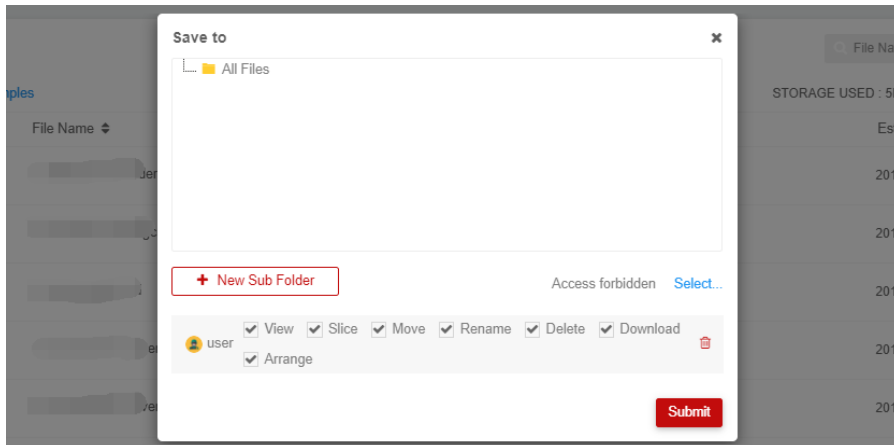 Save to
All Files
File Na
STORAGE USED : 5
File Name
Es
201
201
New Sub Folder
Access forbidden Select...
201
user
View Slice Move Rename Delete Download
Arrange
201
Submit
201